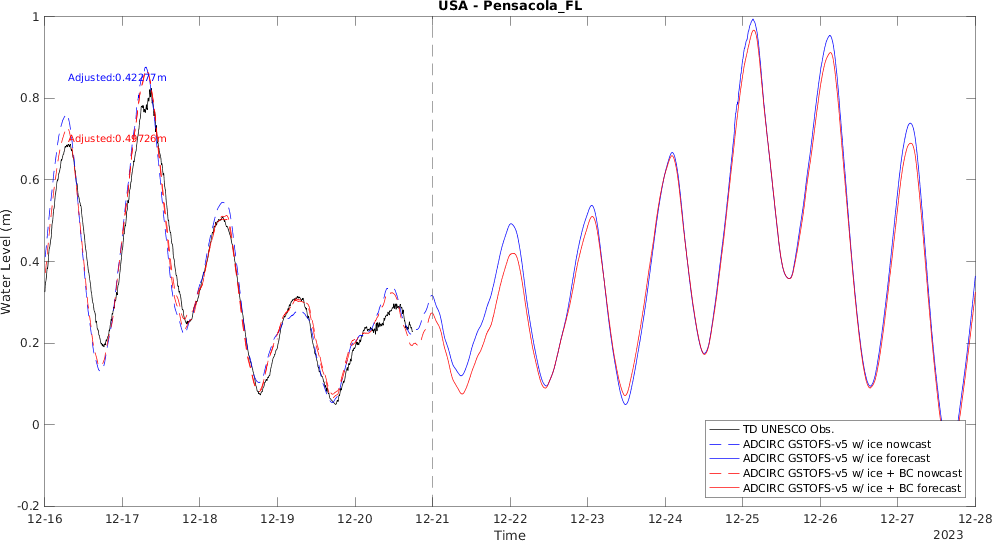 USA - Pensacola_FL
Water Level (m)
1
0.8
0.6
0.4
0.2
0
-0.2
Adjusted:0.42277m
Adjusted:0.49726m
TD UNESCO Obs.
ADCIRC GSTOFS-v5 w/ ice nowcast
ADCIRC GSTOFS-v5 w/ ice forecast
ADCIRC GSTOFS-v5 w/ ice + BC nowcast
ADCIRC GSTOFS-v5 w/ ice + BC forecast
12-16 12-17 12-18 12-19 12-20 12-21 12-22 12-23 12-24 12-25 12-26 12-27 12-28
Time
2023